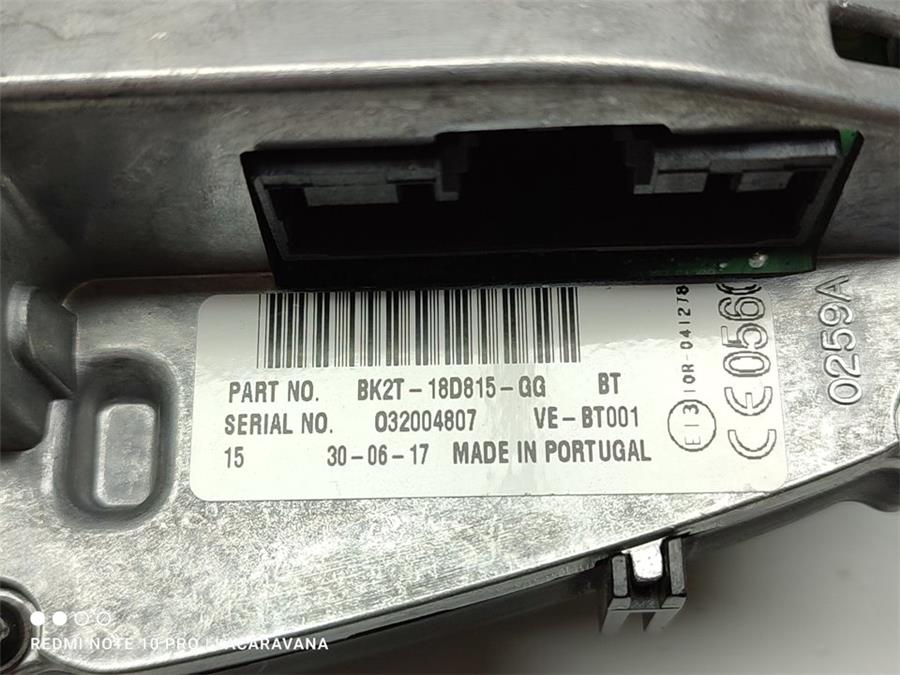 PART NO. BK2T-18D815-GG BT
SERIAL NO. 032004807 VE-BT001
15 30-06-17 MADE IN PORTUGAL
E13
10R-041278
CE0560
0259A
REDMI NOTE 10 PRO | VACARAVANA